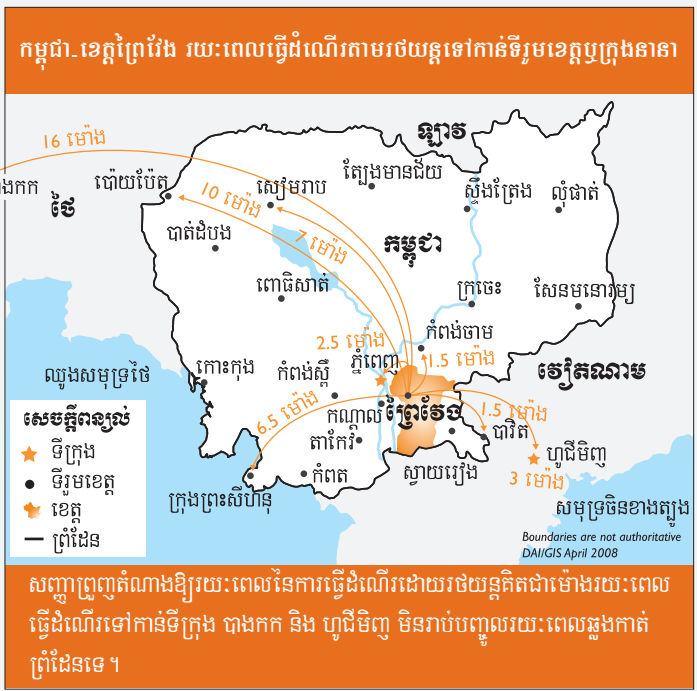 កម្ពុជា-ខេត្តព្រៃវែង រយៈពេលធ្វើដំណើរតាមរថយន្តទៅកាន់ទីរួមខេត្តឬក្រុងនានា
16 ម៉ោង
ឡាវ
ងកក
ថៃ
ប៉ោយប៉ែត
10 ម៉ោង
សៀមរាប
ត្បែងមានជ័យ
ស្ទឹងត្រែង
លុំផាត់
បាត់ដំបង
7 ម៉ោង
កម្ពុជា
ពោធិសាត់
ក្រចេះ
សែនមនោរម្យ
2.5 ម៉ោង
កំពង់ចាម
ភ្នំពេញ
1.5 ម៉ោង
ឈូងសមុទ្រថៃ
កោះកុង
កំពង់ស្ពឺ
វៀតណាម
6.5 ម៉ោង
កណ្តាល
ព្រៃវែង
1.5 ម៉ោង
តាកែវ
បាវិត
ហូជីមិញ
កំពត
ស្វាយរៀង
3 ម៉ោង
ក្រុងព្រះសីហនុ
សមុទ្រចិនខាងត្បូង
សេចក្តីពន្យល់
ទីក្រុង
ទីរួមខេត្ត
ខេត្ត
ព្រំដែន
Boundaries are not authoritative
DAI/GIS April 2008
សញ្ញាព្រួញតំណាងឱ្យរយៈពេលនៃការធ្វើដំណើរដោយរថយន្តគិតជាម៉ោងរយៈពេល
ធ្វើដំណើរទៅកាន់ទីក្រុង បាងកក និង ហូជីមិញ មិនរាប់បញ្ចូលរយៈពេលឆ្លងកាត់
ព្រំដែនទេ។